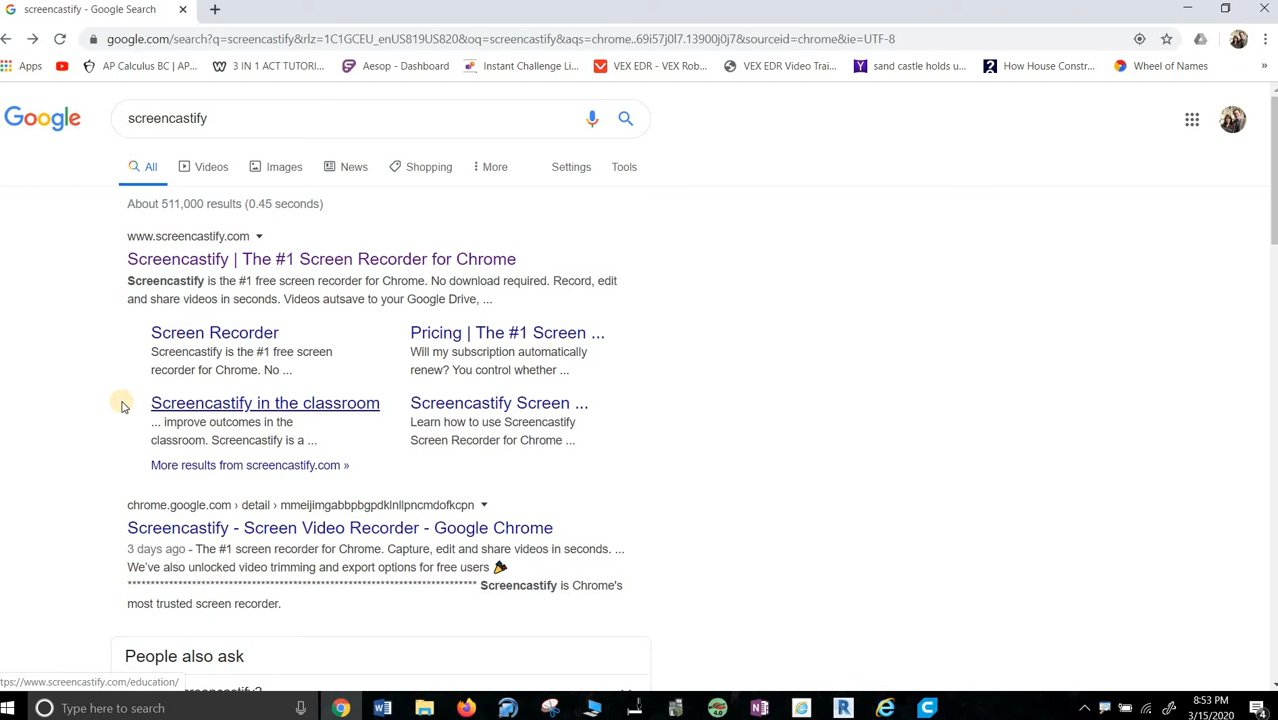 screencastify - Google Search
google.com/search?q=screencastify&rlz=1C1GCEU_enUS819US820&oq=screencastify&aqs=chrome..69i57j0l7.13900j0j7&sourceid=chrome&ie=UTF-8
Apps AP Calculus BC | AP... 3 IN 1 ACT TUTORI... Aesop - Dashboard Instant Challenge Li... VEX EDR - VEX Rob... VEX EDR Video Trai... sand castle holds u... How House Constr... Wheel of Names »
Google screencastify
All Videos Images News Shopping More Settings Tools
About 511,000 results (0.45 seconds)
www.screencastify.com
Screencastify | The #1 Screen Recorder for Chrome
Screencastify is the #1 free screen recorder for Chrome. No download required. Record, edit
and share videos in seconds. Videos autsave to your Google Drive, ...
Screen Recorder
Screencastify is the #1 free screen
recorder for Chrome. No ...
Pricing | The #1 Screen ...
Will my subscription automatically
renew? You control whether ...
Screencastify in the classroom
... improve outcomes in the
classroom. Screencastify is a ...
Screencastify Screen ...
Learn how to use Screencastify
Screen Recorder for Chrome ...
More results from screencastify.com »
chrome.google.com › detail › mmeijimgabbpbgpdklnllpncmdofkcpn
Screencastify - Screen Video Recorder - Google Chrome
3 days ago - The #1 screen recorder for Chrome. Capture, edit and share videos in seconds. ...
We've also unlocked video trimming and export options for free users
******************************************************************************* Screencastify is Chrome's
most trusted screen recorder.
People also ask
tps://www.screencastify.com/education/
Type here to search
8:53 PM
3/15/2020
4